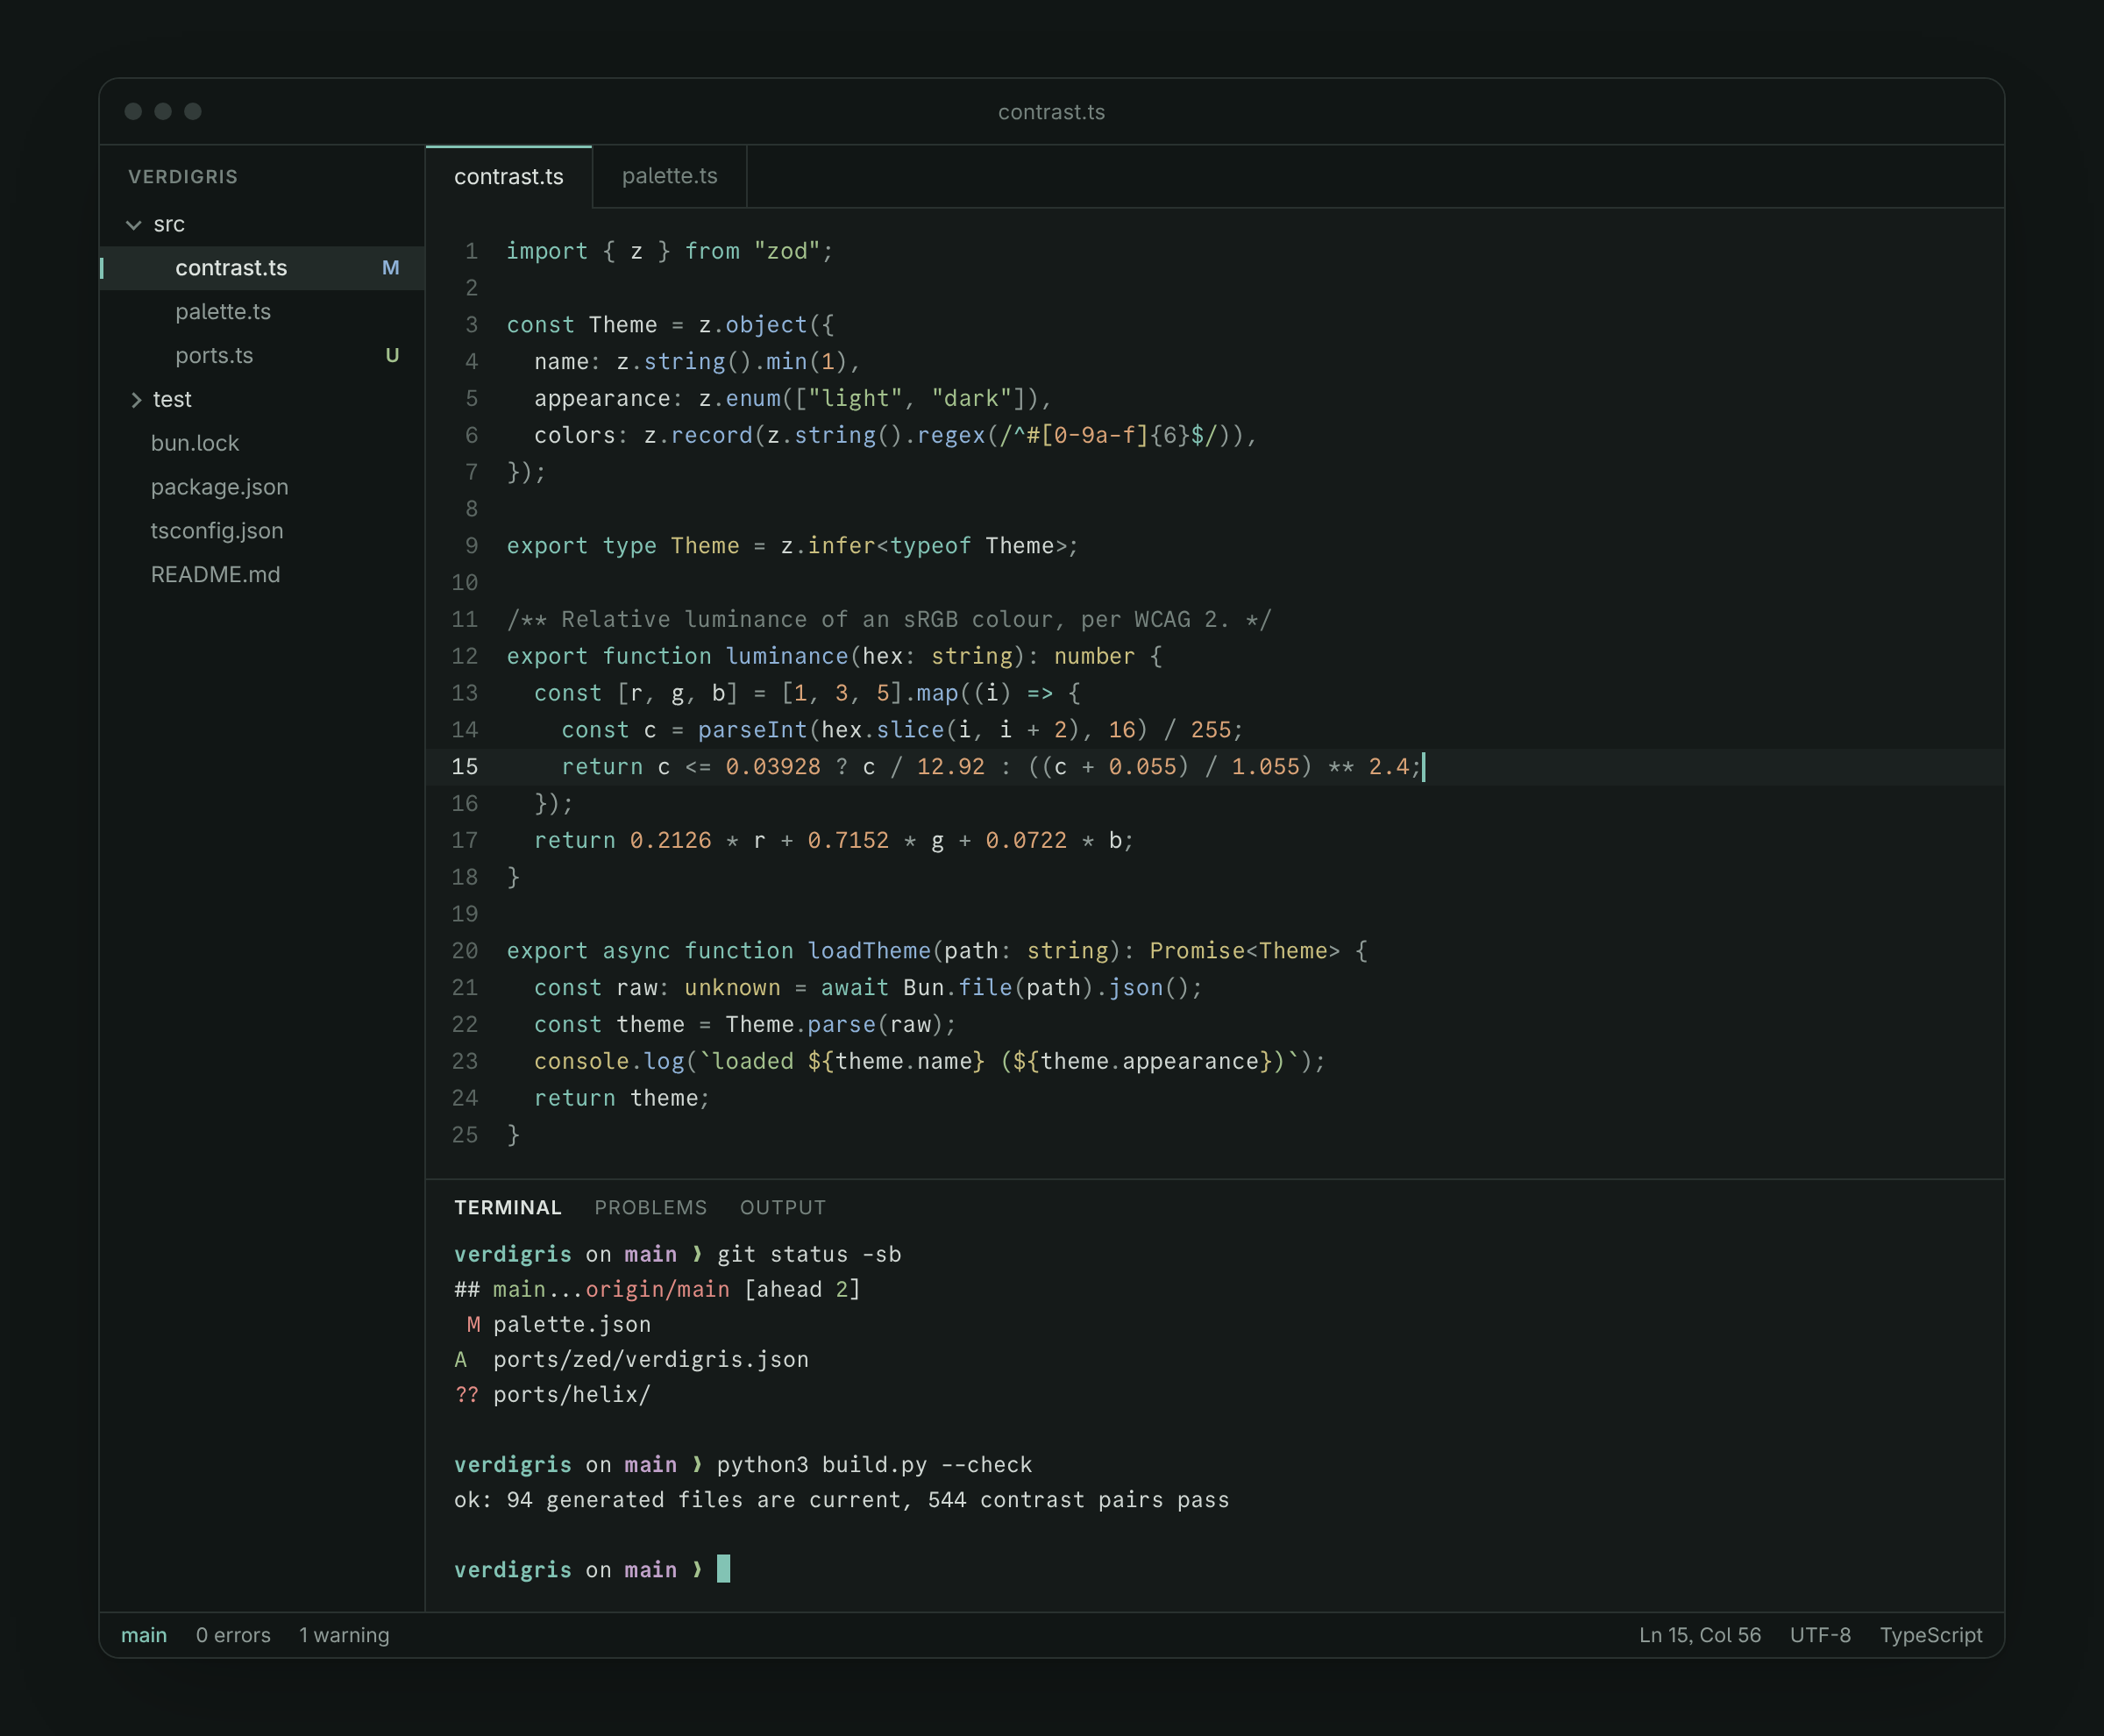 contrast.ts
VERDIGRIS
src
contrast.ts M
palette.ts
ports.ts U
test
bun.lock
package.json
tsconfig.json
README.md
contrast.ts palette.ts
1 import { z } from "zod";
2
3 const Theme = z.object({
4   name: z.string().min(1),
5   appearance: z.enum(["light", "dark"]),
6   colors: z.record(z.string().regex(/^#[0-9a-f]{6}$/)),
7 });
8
9 export type Theme = z.infer<typeof Theme>;
10
11 /** Relative luminance of an sRGB colour, per WCAG 2. */
12 export function luminance(hex: string): number {
13   const [r, g, b] = [1, 3, 5].map((i) => {
14     const c = parseInt(hex.slice(i, i + 2), 16) / 255;
15     return c <= 0.03928 ? c / 12.92 : ((c + 0.055) / 1.055) ** 2.4;
16   });
17   return 0.2126 * r + 0.7152 * g + 0.0722 * b;
18 }
19
20 export async function loadTheme(path: string): Promise<Theme> {
21   const raw: unknown = await Bun.file(path).json();
22   const theme = Theme.parse(raw);
23   console.log(`loaded ${theme.name} (${theme.appearance})`);
24   return theme;
25 }
TERMINAL PROBLEMS OUTPUT
verdigris on main ❯ git status -sb
## main...origin/main [ahead 2]
 M palette.json
A  ports/zed/verdigris.json
?? ports/helix/
verdigris on main ❯ python3 build.py --check
ok: 94 generated files are current, 544 contrast pairs pass
verdigris on main ❯
main 0 errors 1 warning Ln 15, Col 56 UTF-8 TypeScript